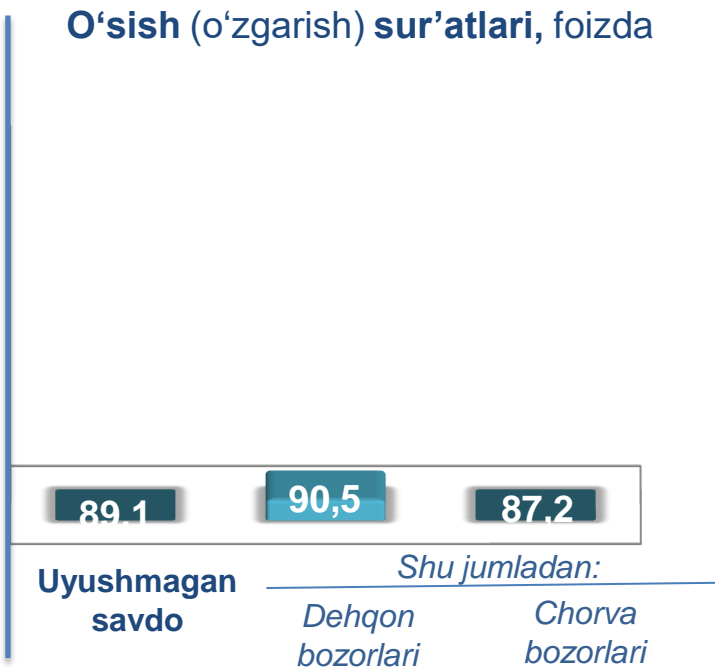 O‘sish (o‘zgarish) sur’atlari, foizda
89,1
90,5
87,2
Uyushmagan
savdo
Shu jumladan:
Dehqon
bozorlari
Chorva
bozorlari